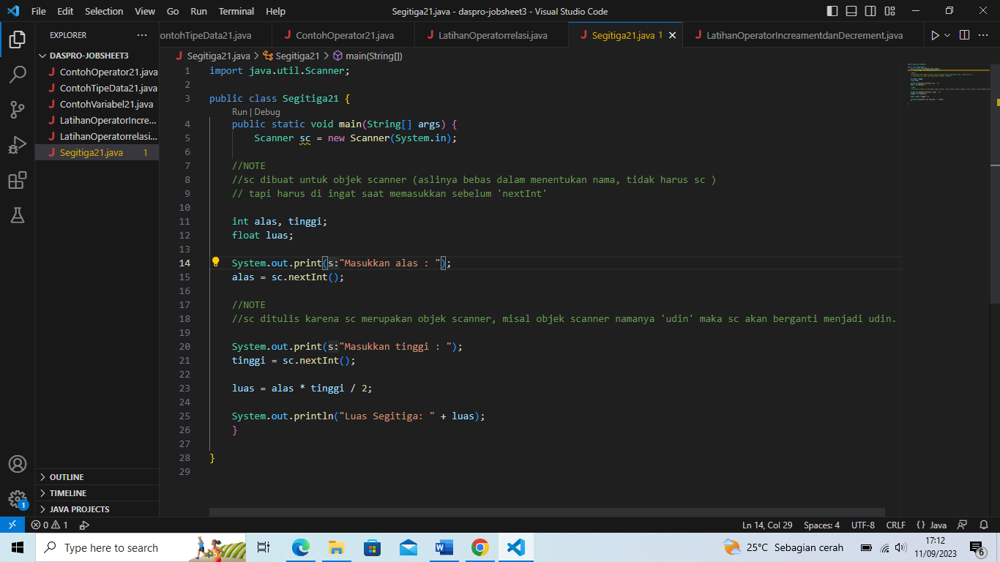 File Edit Selection View Go Run Terminal Help
Segitiga21.java - daspro-jobsheet3 - Visual Studio Code
EXPLORER
DASPRO-JOBSHEET3
ContohOperator21.java
ContohTipeData21.java
ContohVariabel21.java
LatihanOperatorIncre...
LatihanOperatorrelasi...
Segitiga21.java 1
OUTLINE
TIMELINE
JAVA PROJECTS
ontohTipeData21.java
ContohOperator21.java
LatihanOperatorrelasi.java
Segitiga21.java 1
LatihanOperatorIncreamentdanDecrement.java
Segitiga21.java > Segitiga21 > main(String[])
1 import java.util.Scanner;
2
3 public class Segitiga21 {
Run | Debug
4 public static void main(String[] args) {
5 Scanner sc = new Scanner(System.in);
6
7 //NOTE
8 //sc dibuat untuk objek scanner (aslinya bebas dalam menentukan nama, tidak harus sc )
9 // tapi harus di ingat saat memasukkan sebelum 'nextInt'
10
11 int alas, tinggi;
12 float luas;
13
14 System.out.print(s:"Masukkan alas : ");
15 alas = sc.nextInt();
16
17 //NOTE
18 //sc ditulis karena sc merupakan objek scanner, misal objek scanner namanya 'udin' maka sc akan berganti menjadi udin.
19
20 System.out.print(s:"Masukkan tinggi : ");
21 tinggi = sc.nextInt();
22
23 luas = alas * tinggi / 2;
24
25 System.out.println("Luas Segitiga: " + luas);
26 }
27
28 }
29
1
0 1
Ln 14, Col 29 Spaces: 4 UTF-8 CRLF {} Java
Type here to search
25°C Sebagian cerah
17:12
11/09/2023
6